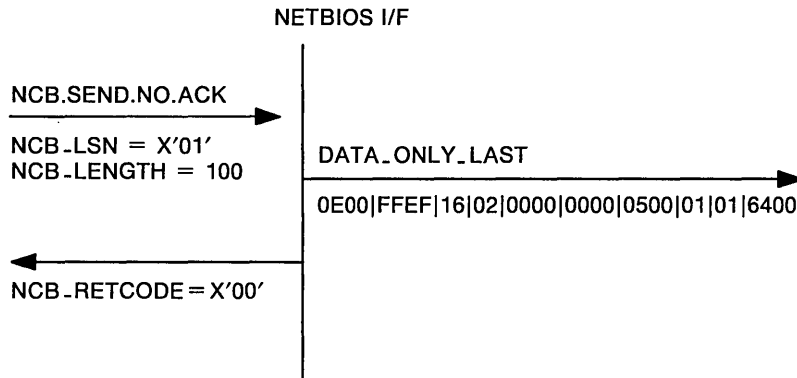 NETBIOS I/F
NCB.SEND.NO.ACK
NCB_LSN = X'01'
NCB_LENGTH = 100
DATA_ONLY_LAST
0E00|FFEF|16|02|0000|0000|0500|01|01|6400
NCB_RETCODE = X'00'